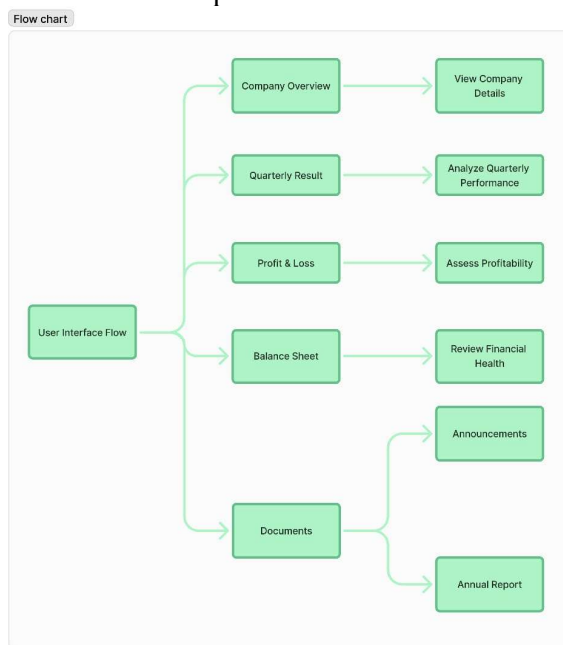 Flow chart
Company Overview
View Company
Details
Quarterly Result
Analyze Quarterly
Performance
Profit & Loss
Assess Profitability
User Interface Flow
Balance Sheet
Review Financial
Health
Announcements
Documents
Annual Report